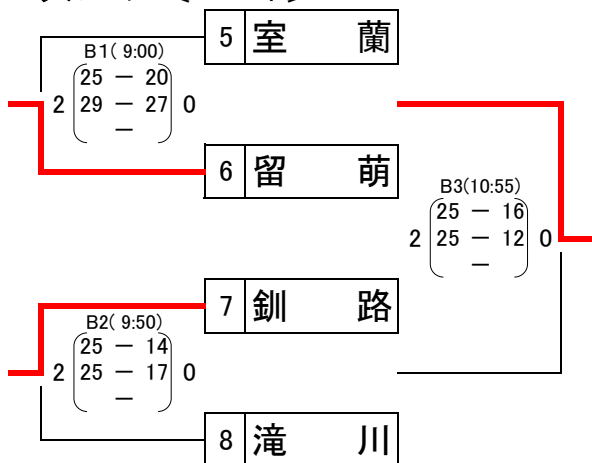 5 室 蘭
B1( 9:00)
25 － 20
2 29 － 27 0
－
6 留 萌
B3(10:55)
25 － 16
2 25 － 12 0
－
7 釧 路
B2( 9:50)
25 － 14
2 25 － 17 0
－
8 滝 川